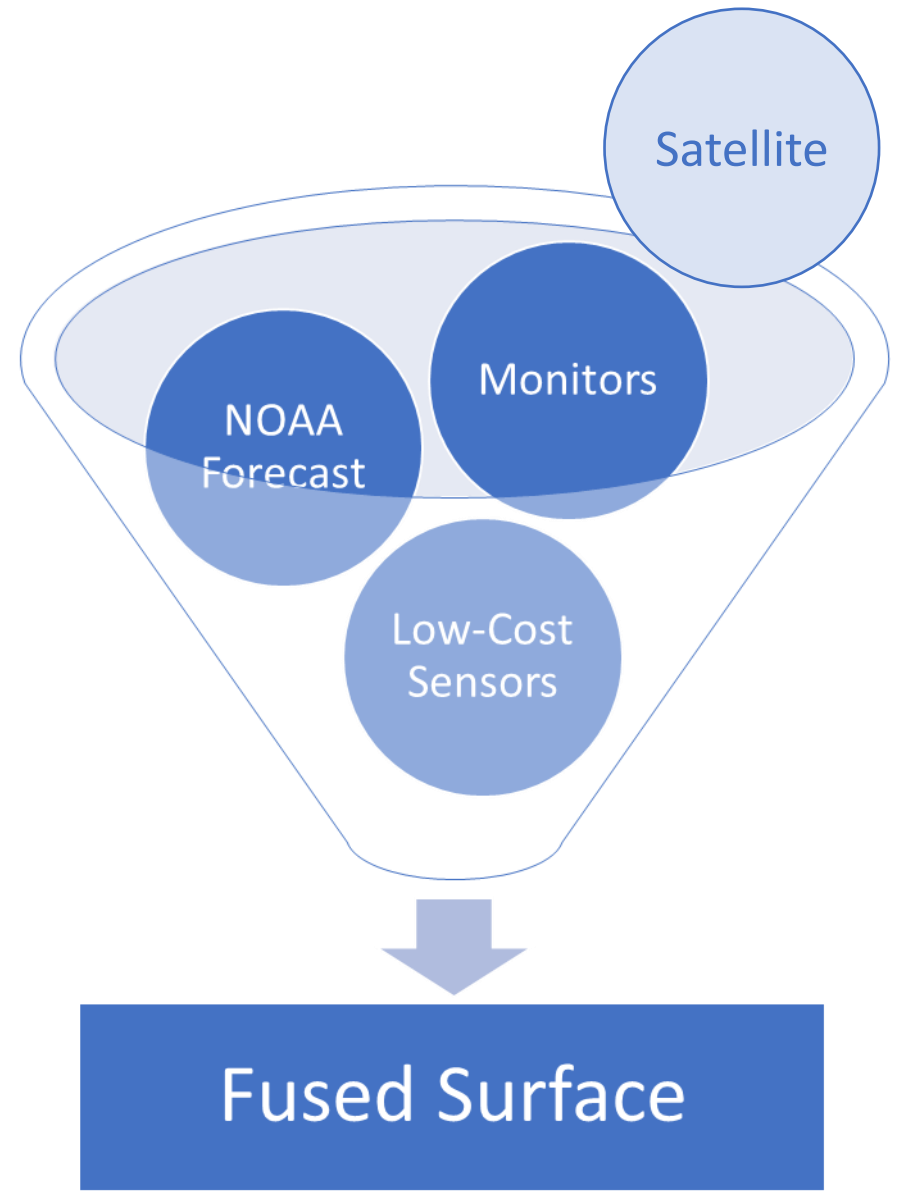 Satellite
Monitors
NOAA
Forecast
Low-Cost
Sensors
Fused Surface